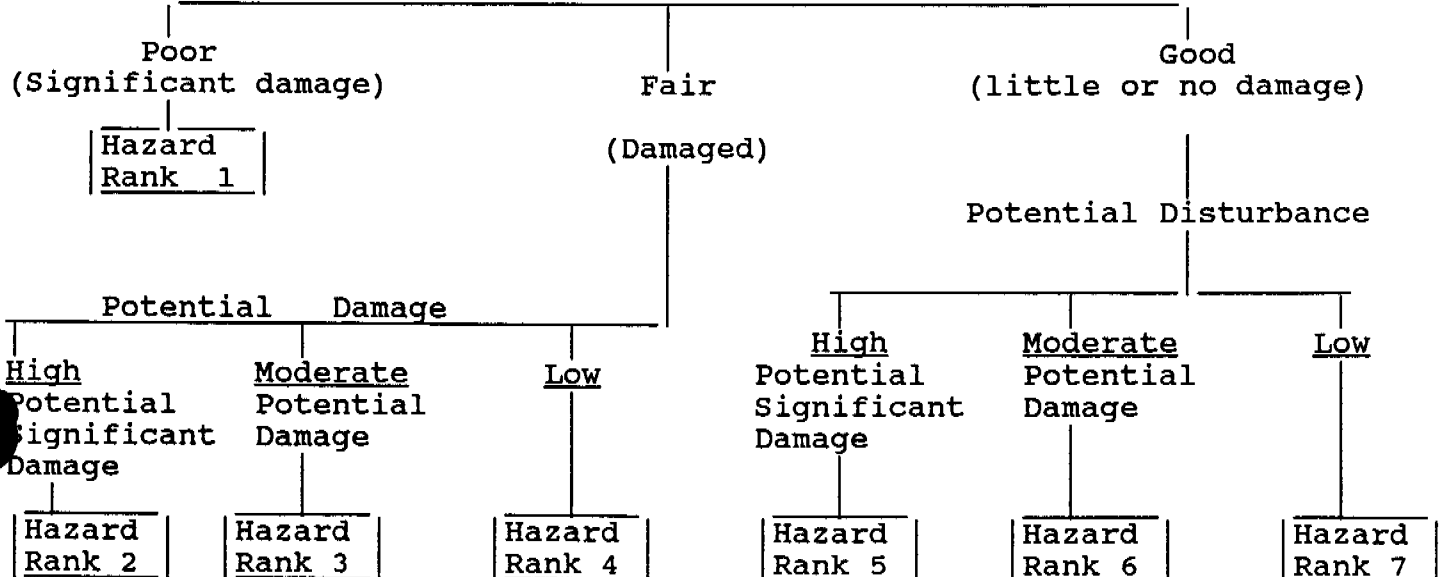 Poor
(Significant damage)
Hazard
Rank 1
Fair
(Damaged)
Good
(little or no damage)
Potential Disturbance
Potential Damage
High
Potential
Significant
Damage
Hazard
Rank 2
Moderate
Potential
Damage
Hazard
Rank 3
Low
Hazard
Rank 4
High
Potential
Significant
Damage
Hazard
Rank 5
Moderate
Potential
Damage
Hazard
Rank 6
Low
Hazard
Rank 7